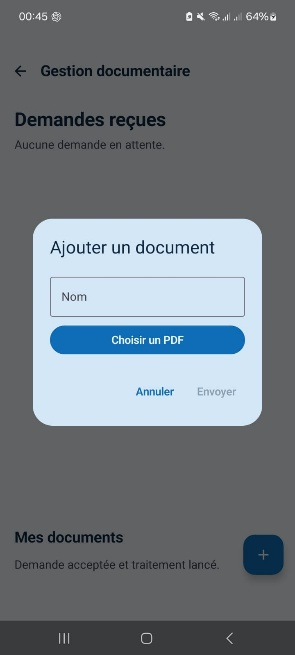 00:45
64%
Gestion documentaire
Demandes reçues
Aucune demande en attente.
Ajouter un document
Nom
Choisir un PDF
Annuler Envoyer
Mes documents
Demande acceptée et traitement lancé.
+